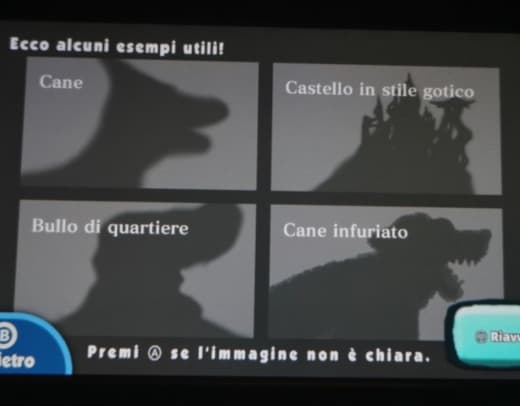 Ecco alcuni esempi utili!
Cane
Castello in stile gotico
Bullo di quartiere
Cane infuriato
B
Premi Ⓐ se l'immagine non è chiara.